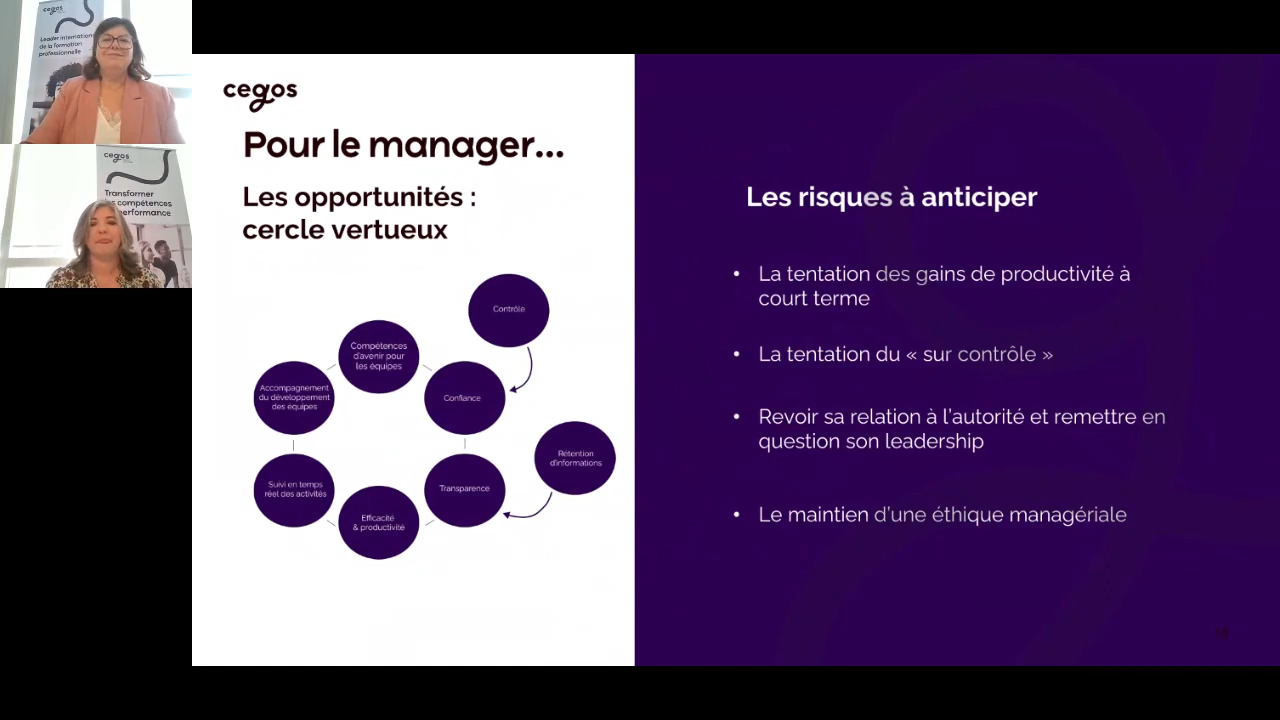 cegos
Leader internation
de la formation
professionnelle
cegos
Transformer
es compétences
performance
cegos
Pour le manager...
Les opportunités :
cercle vertueux
Contrôle
Compétences
d'avenir pour
les équipes
Accompagnement
du développement
des équipes
Confiance
Rétention
d'informations
Suivi en temps
réel des activités
Transparence
Efficacité
& productivité
Les risques à anticiper
• La tentation des gains de productivité à
court terme
• La tentation du « sur contrôle »
• Revoir sa relation à l'autorité et remettre en
question son leadership
• Le maintien d'une éthique managériale